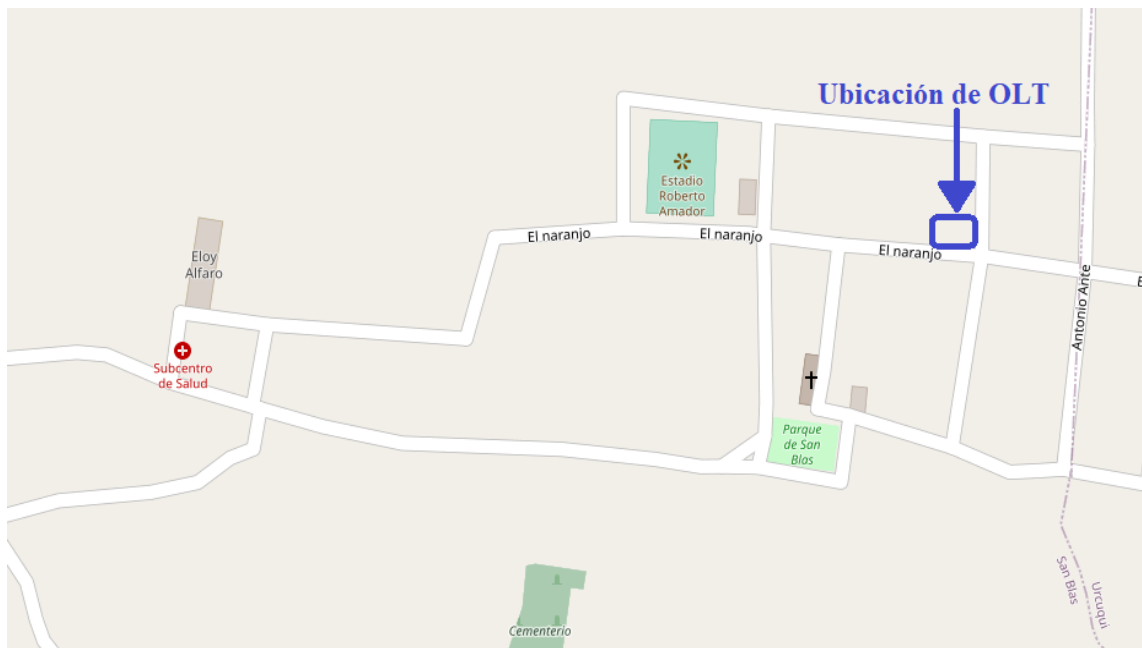 Ubicación de OLT
Estadio
Roberto
Amador
El naranjo
El naranjo
El naranjo
E
Eloy
Alfaro
Antonio Ante
Subcentro
de Salud
Parque
de San
Blas
San Blas
Urcuqui
Cementerio